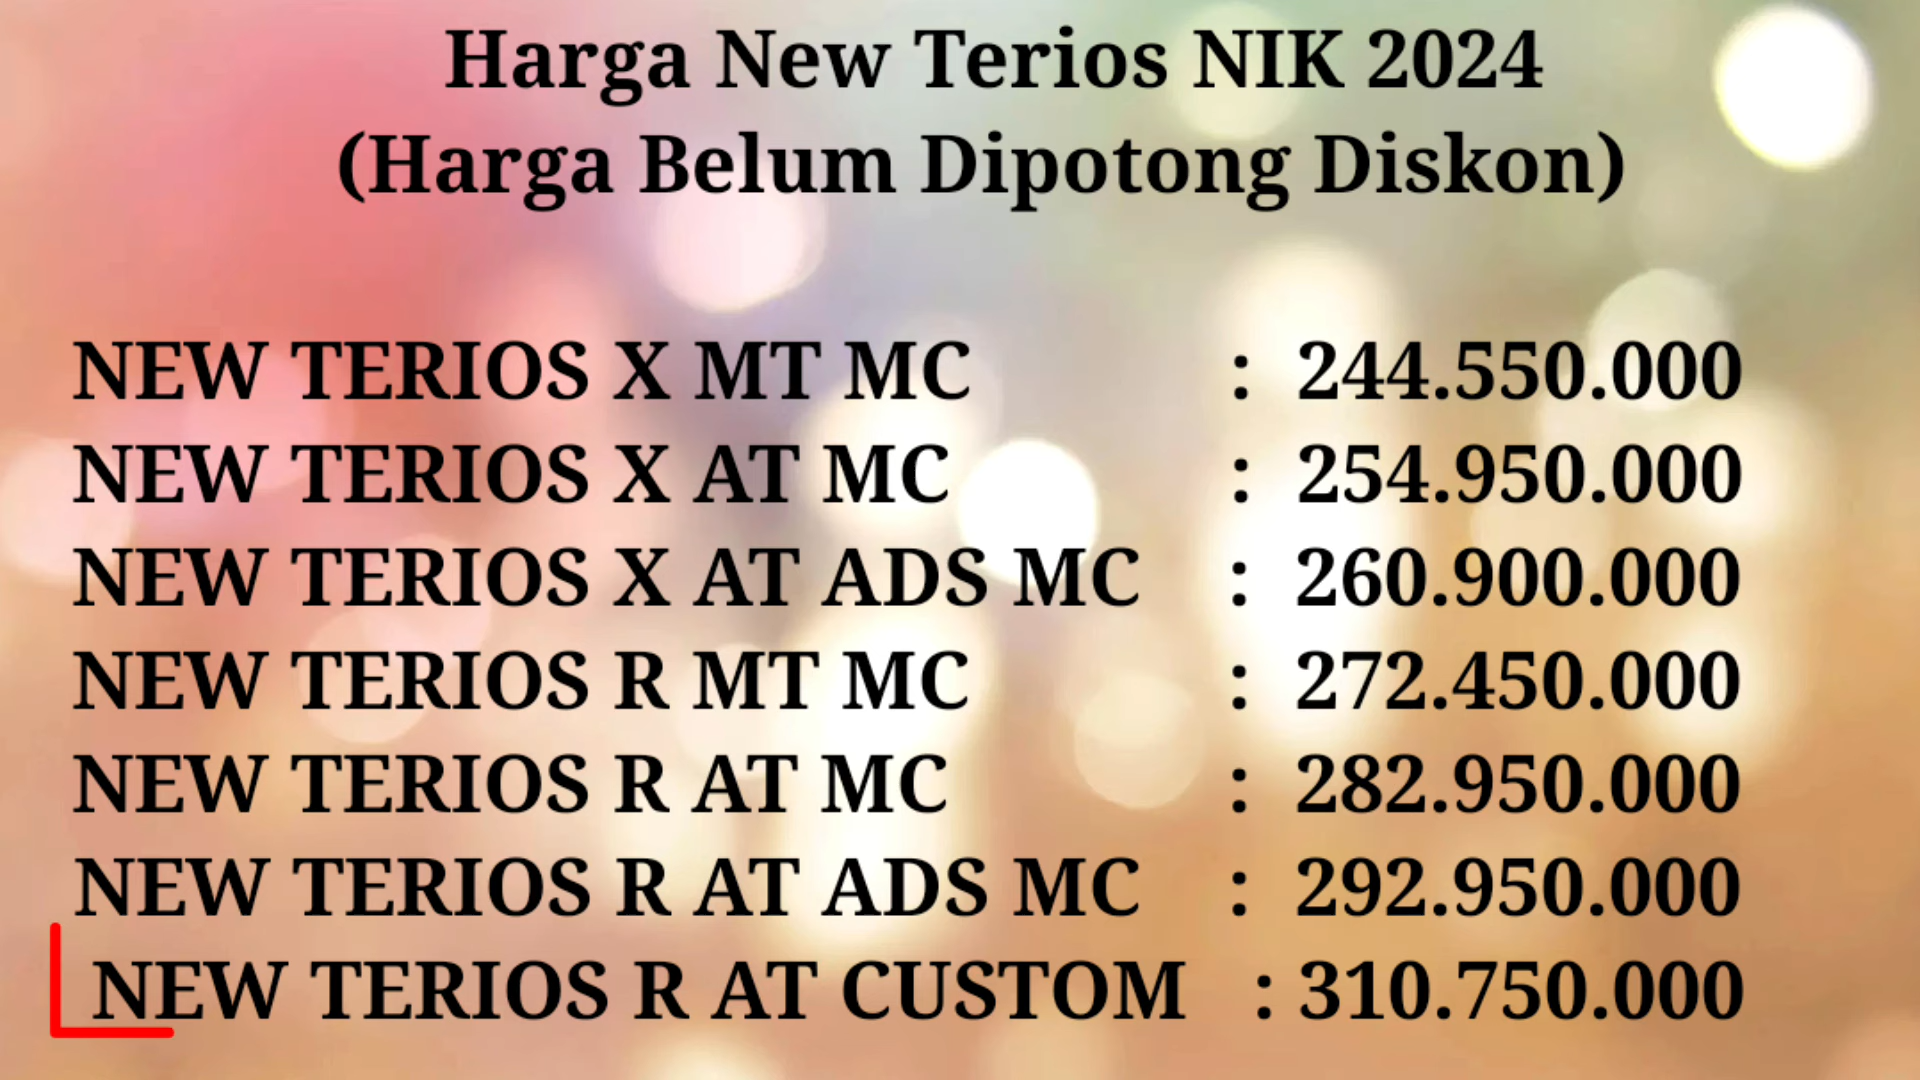 Harga New Terios NIK 2024
(Harga Belum Dipotong Diskon)
NEW TERIOS X MT MC : 244.550.000
NEW TERIOS X AT MC : 254.950.000
NEW TERIOS X AT ADS MC : 260.900.000
NEW TERIOS R MT MC : 272.450.000
NEW TERIOS R AT MC : 282.950.000
NEW TERIOS R AT ADS MC : 292.950.000
NEW TERIOS R AT CUSTOM : 310.750.000